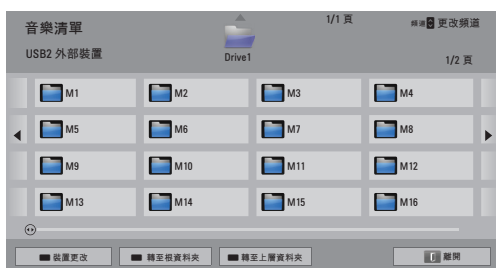 音樂清單
1/1 頁
頻道 更改頻道
USB2 外部裝置
Drive1
1/2 頁
M1
M2
M3
M4
M5
M6
M7
M8
M9
M10
M11
M12
M13
M14
M15
M16
裝置更改
轉至根資料夾
轉至上層資料夾
離開